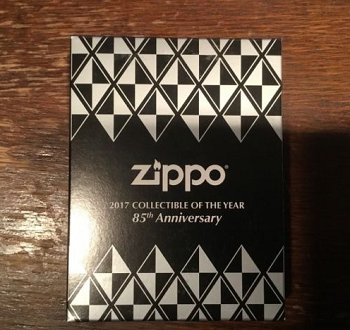 zippo®
2017 COLLECTIBLE OF THE YEAR
85th Anniversary